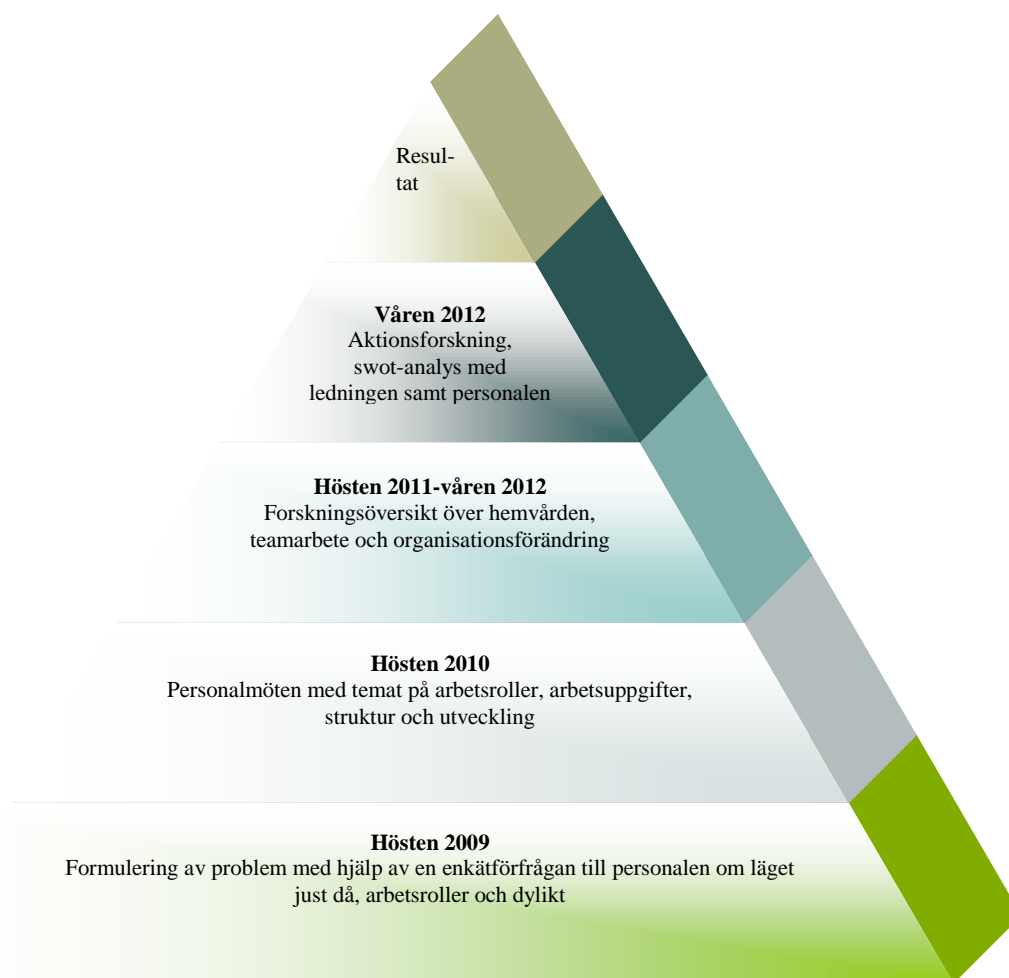 Resul-
tat
Våren 2012
Aktionsforskning,
swot-analys med
ledningen samt personalen
Hösten 2011-våren 2012
Forskningsöversikt över hemvården,
teamarbete och organisationsförändring
Hösten 2010
Personalmöten med temat på arbetsroller, arbetsuppgifter,
struktur och utveckling
Hösten 2009
Formulering av problem med hjälp av en enkätförfrågan till personalen om läget
just då, arbetsroller och dylikt